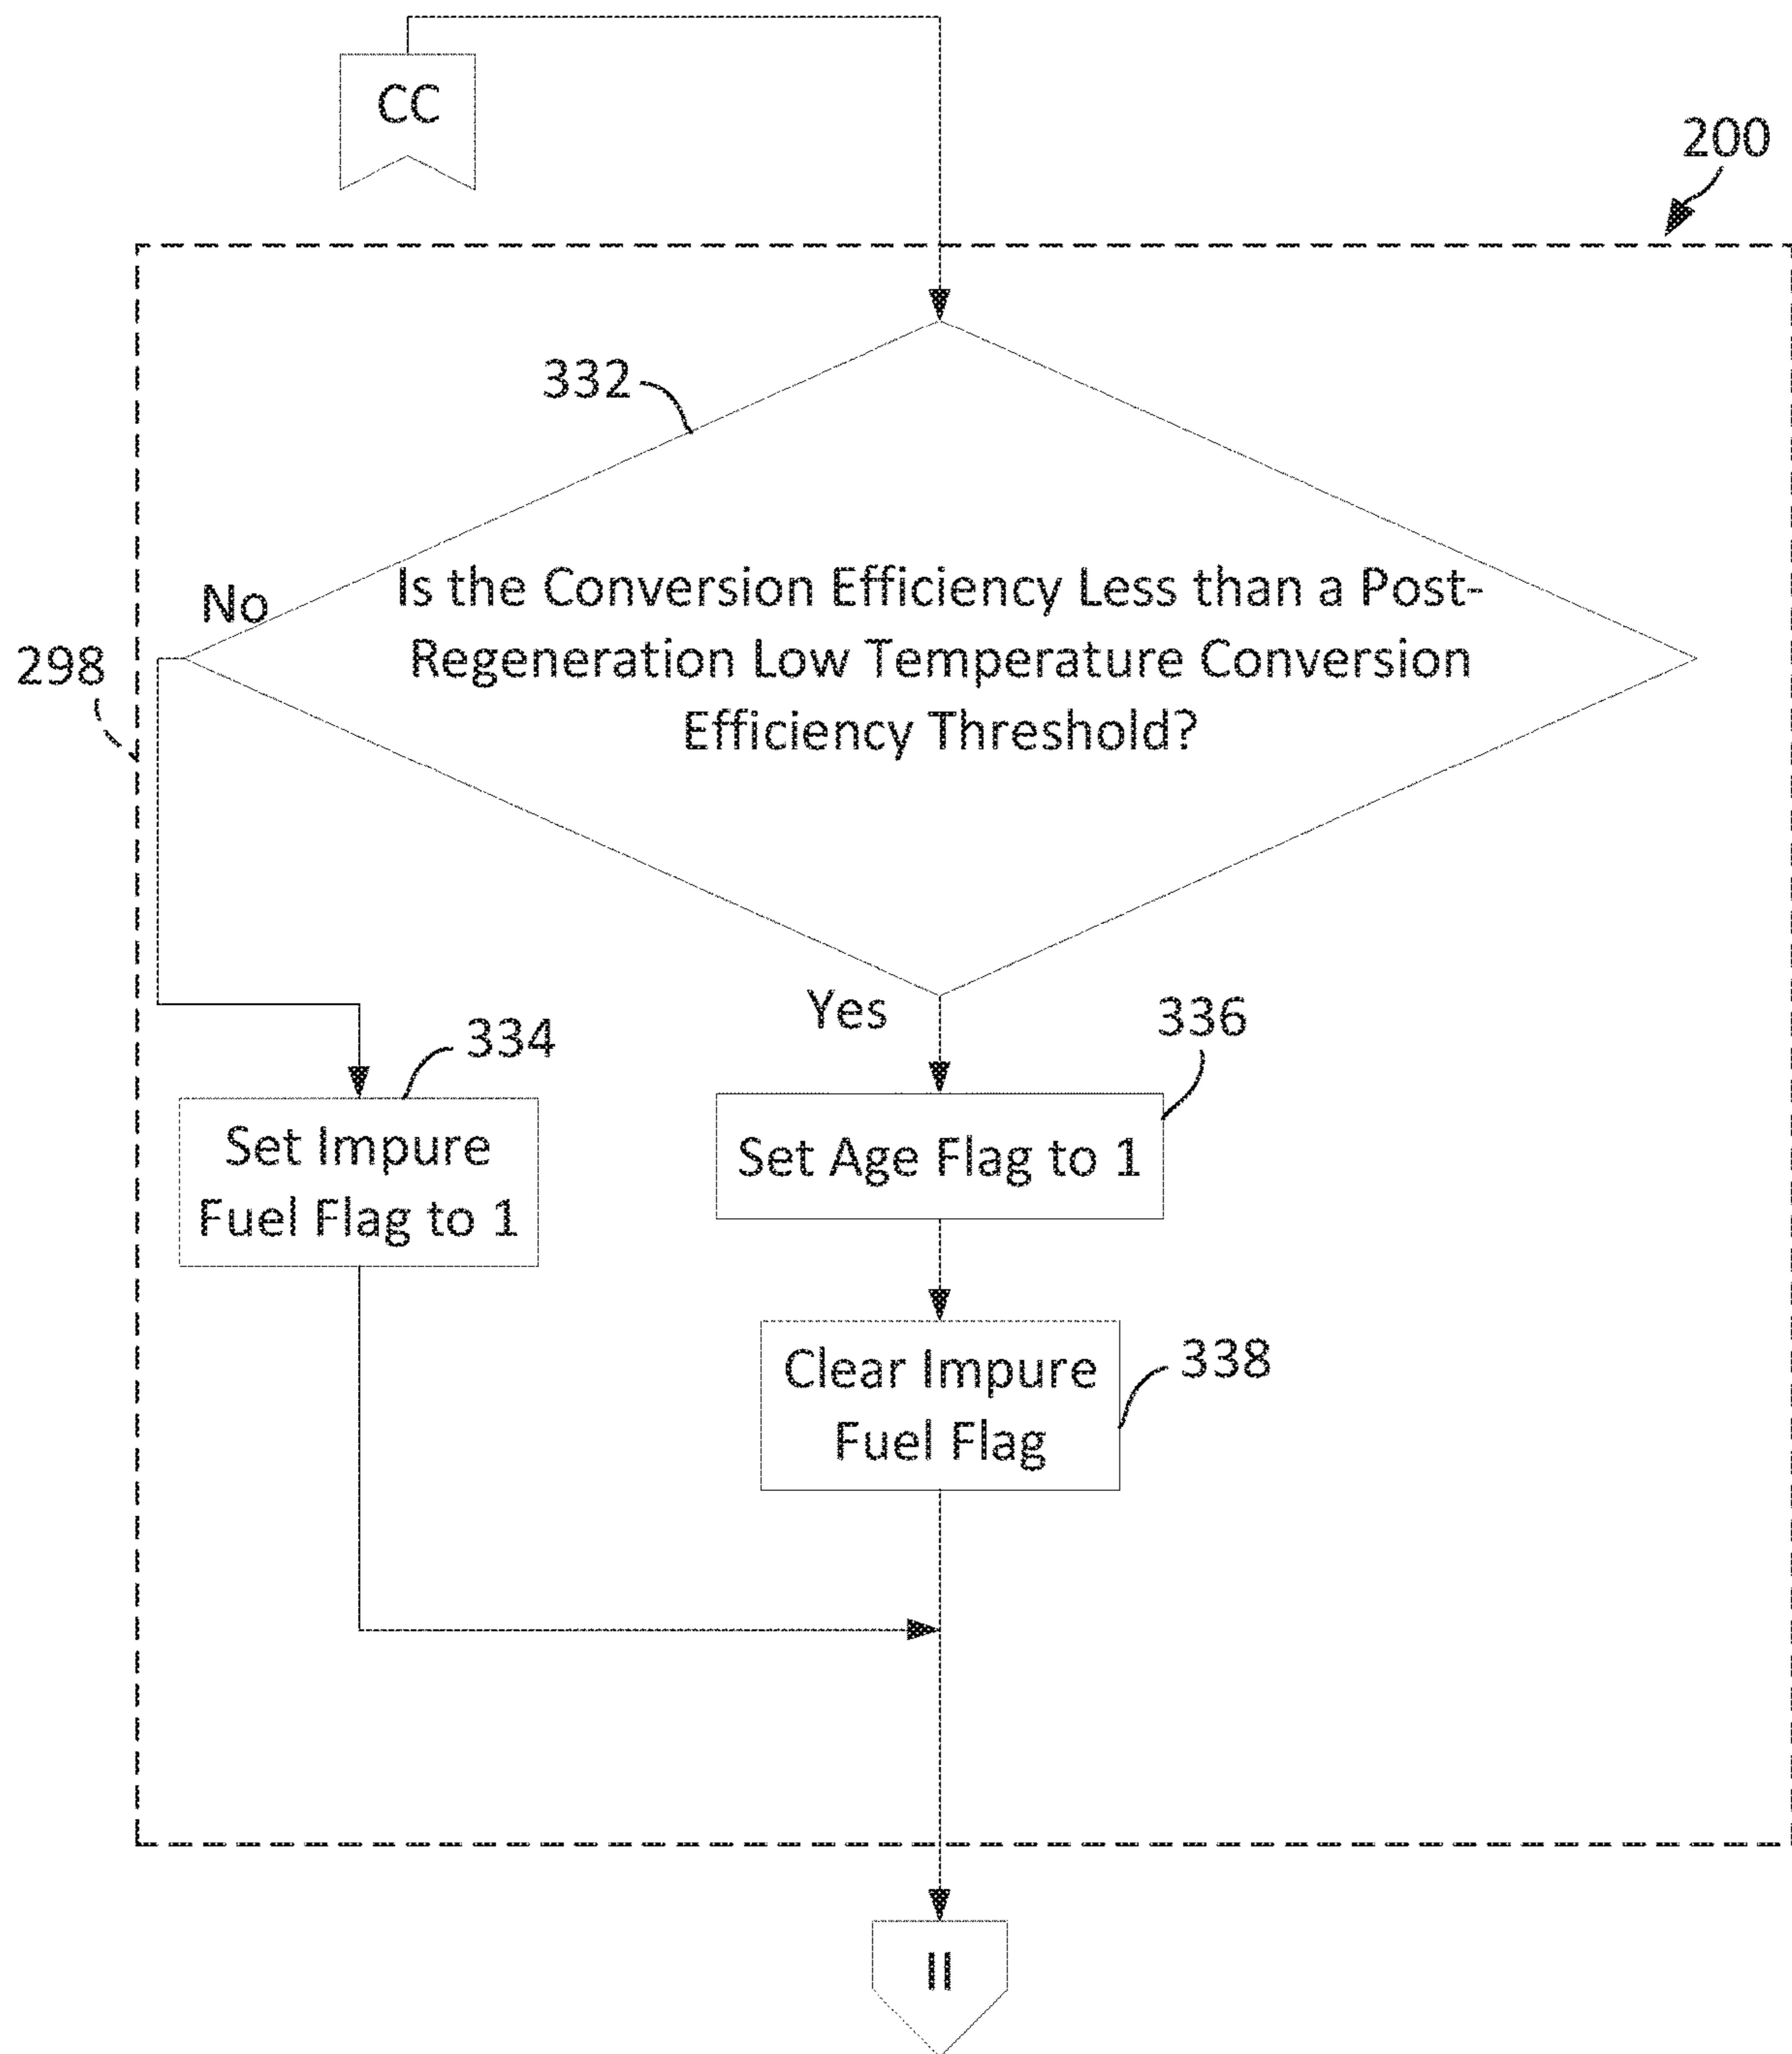 CC
200
332
Is the Conversion Efficiency Less than a Post-
Regeneration Low Temperature Conversion
Efficiency Threshold?
No
298
Yes
334
336
Set Impure
Fuel Flag to 1
Set Age Flag to 1
Clear Impure
Fuel Flag
338
II